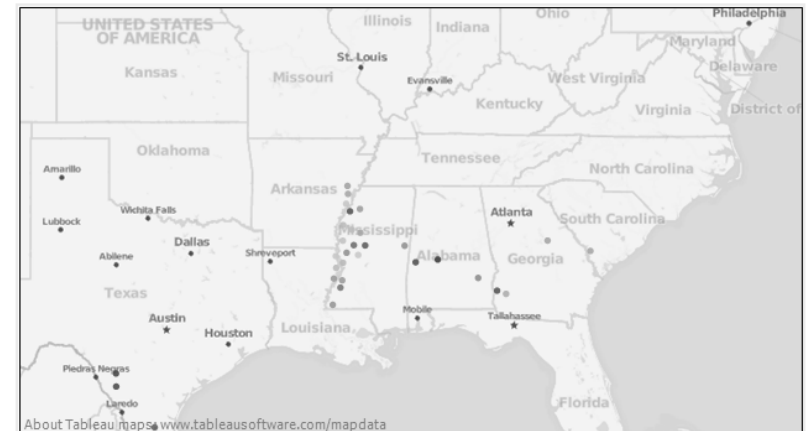 Philadelphia
Ohio
UNITED STATES
OF AMERICA
Illinois
Indiana
Maryland
St. Louis
Delaware
Kansas
Missouri
Evansville
West Virginia
Kentucky
Virginia
District of
Oklahoma
Tennessee
Amarillo
North Carolina
Arkansas
Wichita Falls
Atlanta
South Carolina
Lubbock
Mississippi
Dallas
Abilene
Shreveport
Alabama
Georgia
Texas
Mobile
Austin
Tallahassee
Houston
Louisiana
Piedras Negras
Laredo
Florida
About Tableau maps: www.tableausoftware.com/mapdata